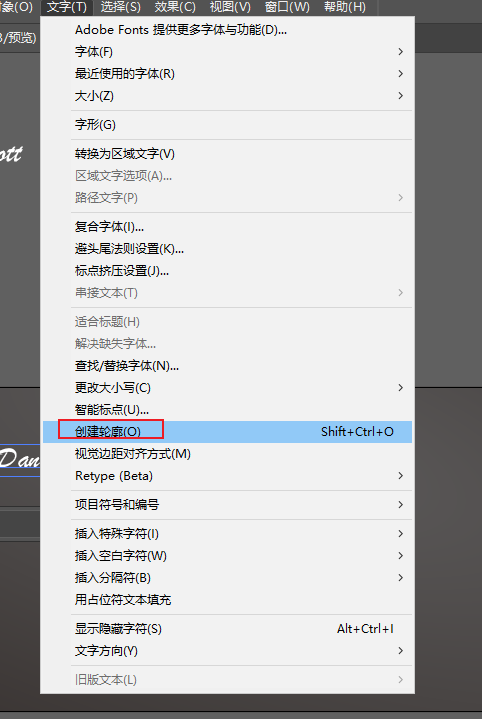 对象(O) 文字(T) 选择(S) 效果(C) 视图(V) 窗口(W) 帮助(H)
/预览)
Adobe Fonts 提供更多字体与功能(D)...
字体(F)
最近使用的字体(R)
大小(Z)
字形(G)
转换为区域文字(V)
ott
区域文字选项(A)...
路径文字(P)
复合字体(I)...
避头尾法则设置(K)...
标点挤压设置(J)...
串接文本(T)
适合标题(H)
解决缺失字体...
查找/替换字体(N)...
更改大小写(C)
智能标点(U)...
创建轮廓(O) Shift+Ctrl+O
视觉边距对齐方式(M)
Dan
Retype (Beta)
项目符号和编号
插入特殊字符(I)
插入空白字符(W)
插入分隔符(B)
用占位符文本填充
显示隐藏字符(S) Alt+Ctrl+I
文字方向(Y)
旧版文本(L)